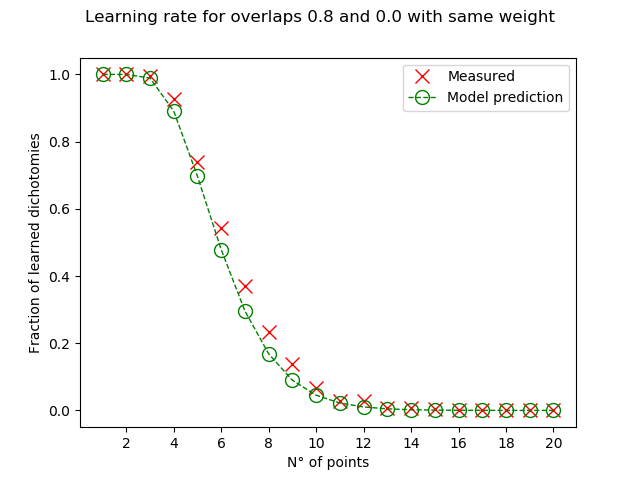 Learning rate for overlaps 0.8 and 0.0 with same weight
Measured
Model prediction
Fraction of learned dichotomies
1.0
0.8
0.6
0.4
0.2
0.0
2 4 6 8 10 12 14 16 18 20
N° of points